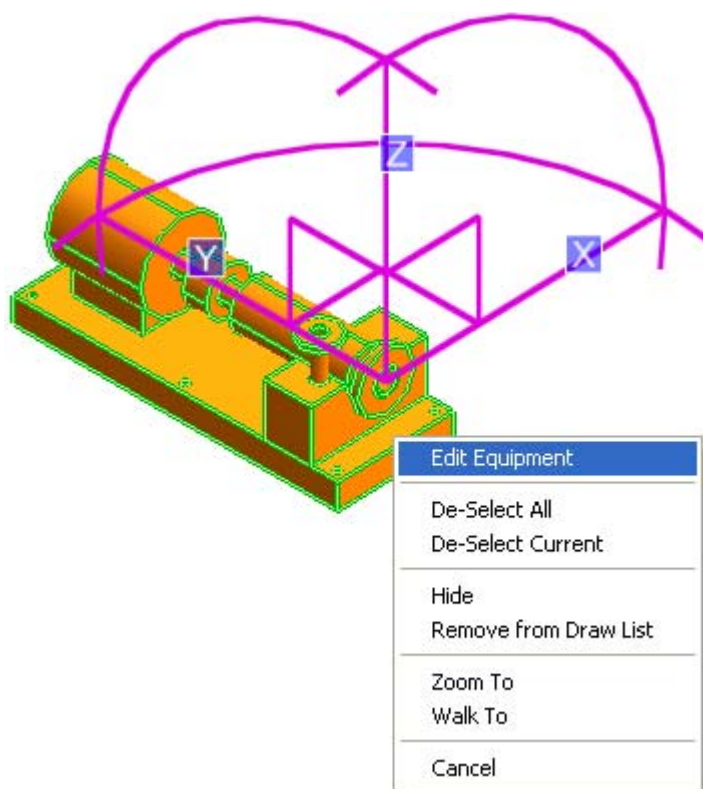 Z
Y
X
Edit Equipment
De-Select All
De-Select Current
Hide
Remove from Draw List
Zoom To
Walk To
Cancel